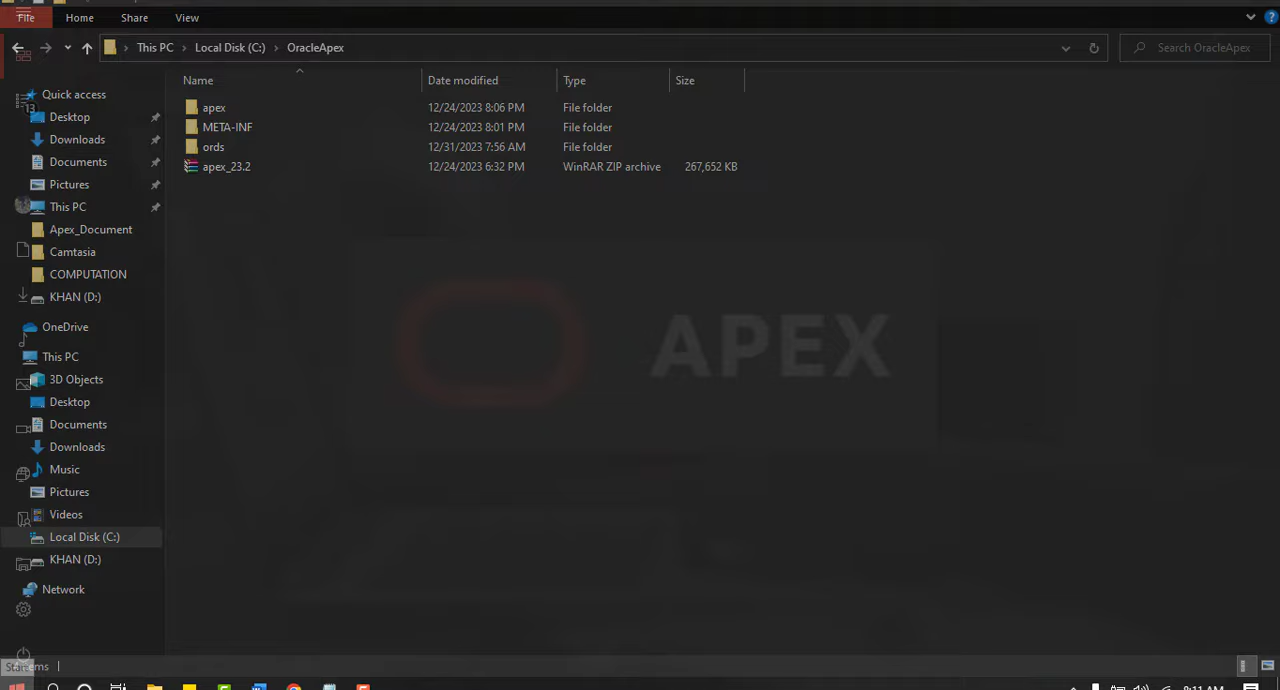 File Home Share View
This PC Local Disk (C:) OracleApex
Search OracleApex
Name Date modified Type Size
apex 12/24/2023 8:06 PM File folder
META-INF 12/24/2023 8:01 PM File folder
ords 12/31/2023 7:56 AM File folder
apex_23.2 12/24/2023 6:32 PM WinRAR ZIP archive 267,652 KB
Quick access
13
Desktop
Downloads
Documents
Pictures
This PC
Apex_Document
Camtasia
COMPUTATION
KHAN (D:)
OneDrive
This PC
3D Objects
Desktop
Documents
Downloads
Music
Pictures
Videos
Local Disk (C:)
KHAN (D:)
Network
APEX
8:11 AM